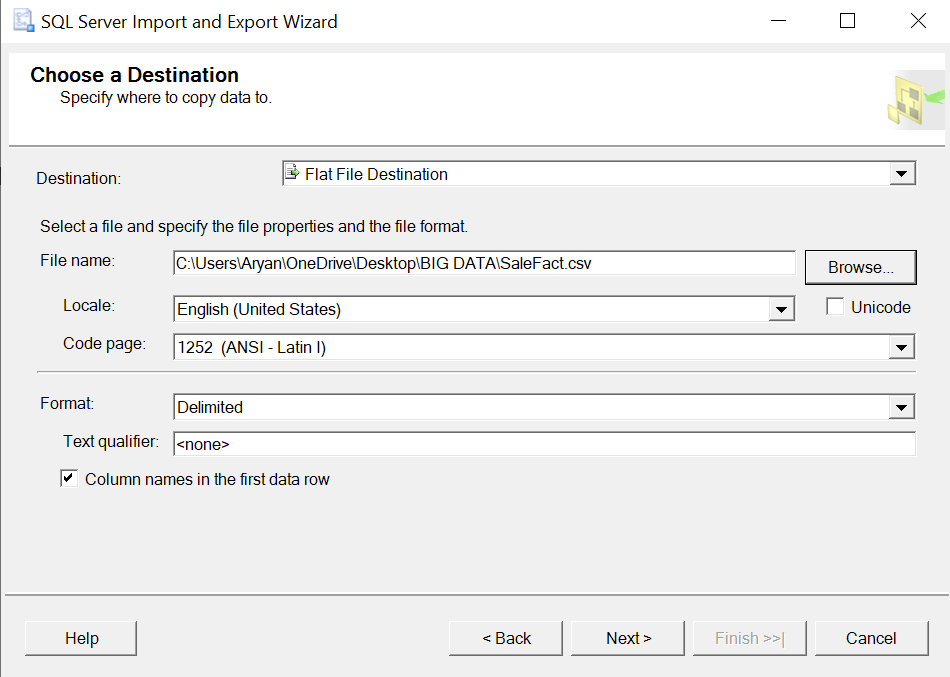 SQL Server Import and Export Wizard
Choose a Destination
Specify where to copy data to.
Destination: Flat File Destination
Select a file and specify the file properties and the file format.
File name: C:\Users\Aryan\OneDrive\Desktop\BIG DATA\SaleFact.csv Browse...
Locale: English (United States) Unicode
Code page: 1252 (ANSI - Latin I)
Format: Delimited
Text qualifier: <none>
Column names in the first data row
Help < Back Next > Finish >>| Cancel